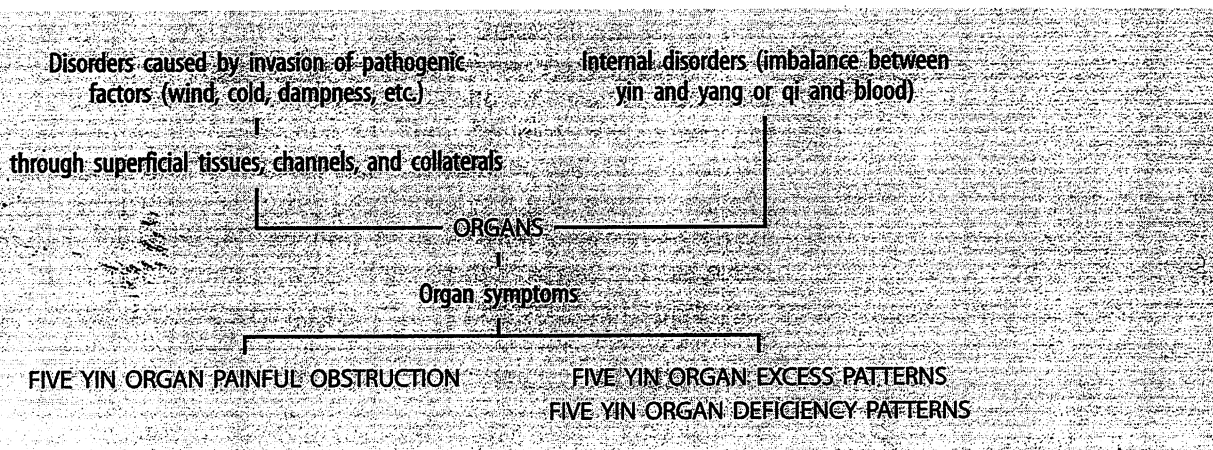 Disorders caused by invasion of pathogenic
factors (wind, cold, dampness, etc.)
Internal disorders (imbalance between
yin and yang or qi and blood)
through superficial tissues, channels, and collaterals
ORGANS
Organ symptoms
FIVE YIN ORGAN PAINFUL OBSTRUCTION
FIVE YIN ORGAN EXCESS PATTERNS
FIVE YIN ORGAN DEFICIENCY PATTERNS